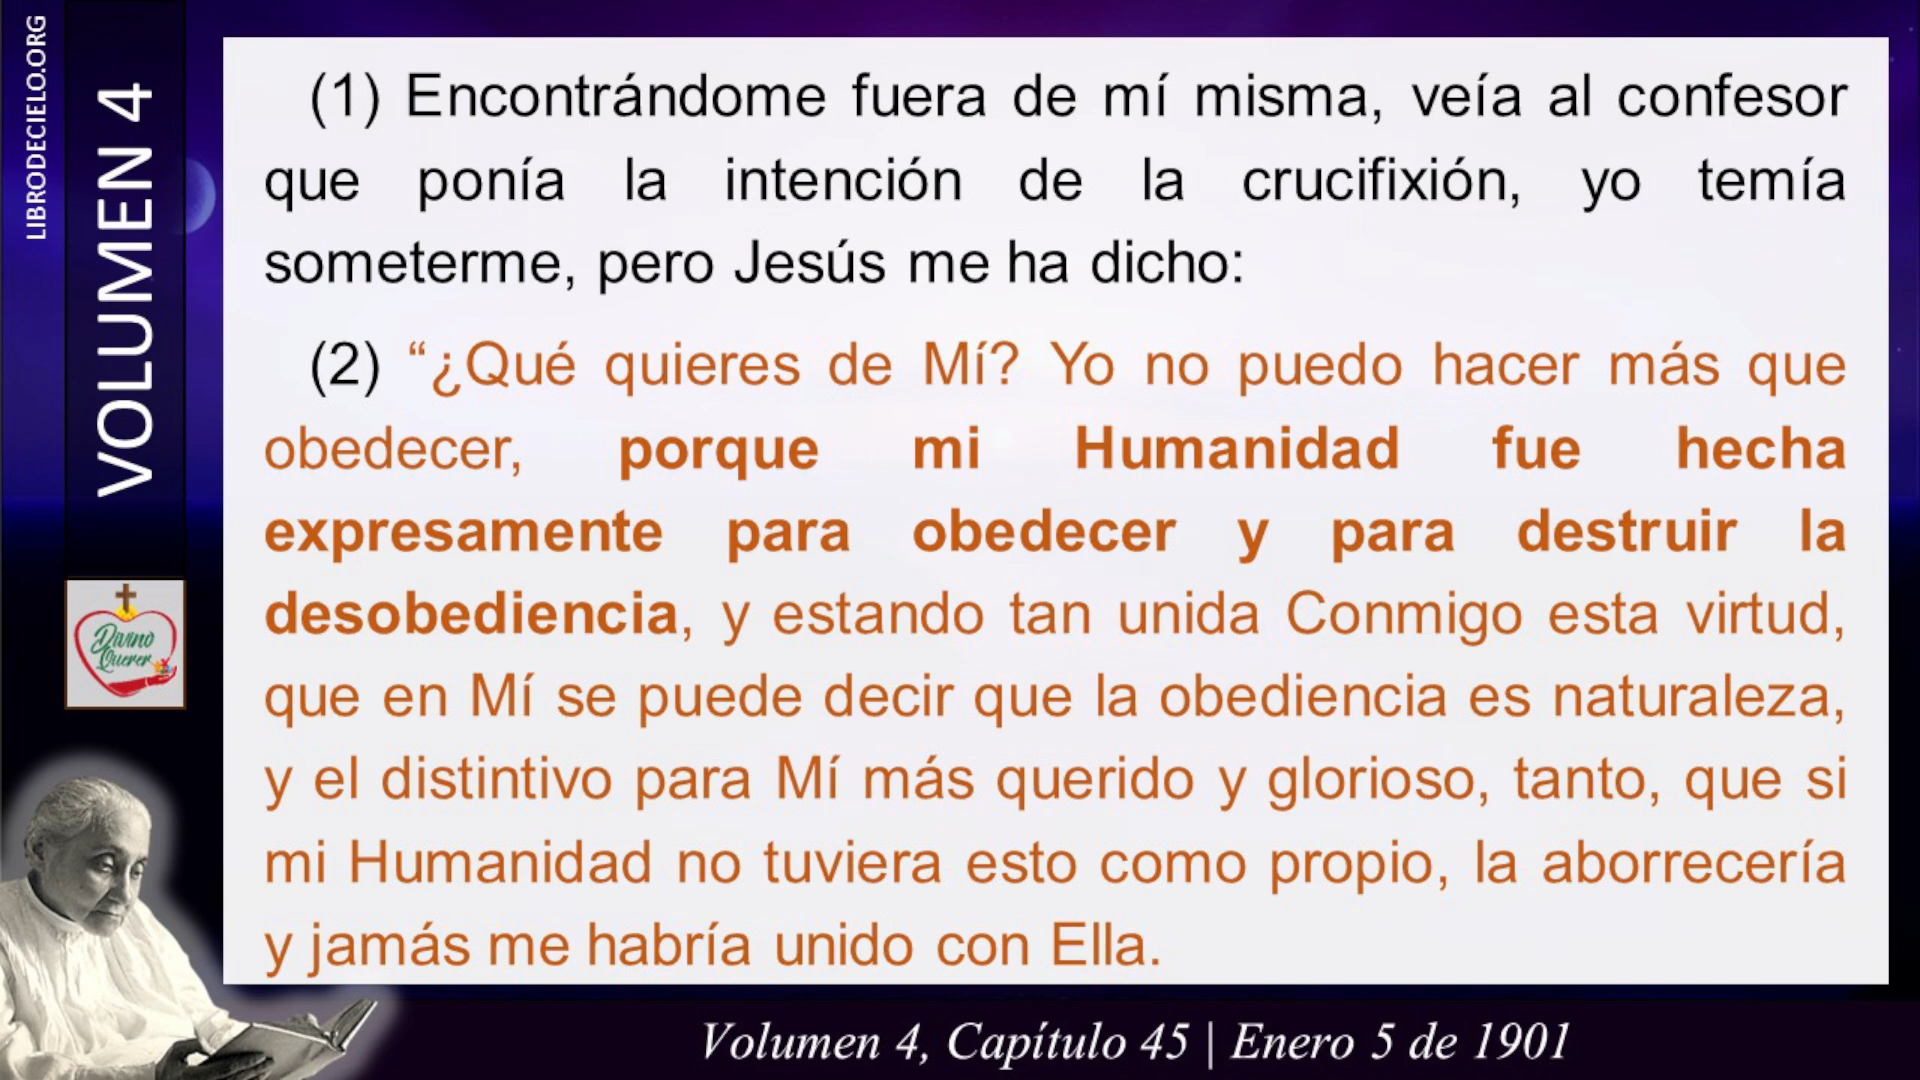 LIBRODECIELO.ORG
VOLUMEN 4
(1) Encontrándome fuera de mí misma, veía al confesor
que ponía la intención de la crucifixión, yo temía
someterme, pero Jesús me ha dicho:
(2) “¿Qué quieres de Mí? Yo no puedo hacer más que
obedecer, porque mi Humanidad fue hecha
expresamente para obedecer y para destruir la
desobediencia, y estando tan unida Conmigo esta virtud,
que en Mí se puede decir que la obediencia es naturaleza,
y el distintivo para Mí más querido y glorioso, tanto, que si
mi Humanidad no tuviera esto como propio, la aborrecería
y jamás me habría unido con Ella.
Divino
Querer
Volumen 4, Capítulo 45 | Enero 5 de 1901